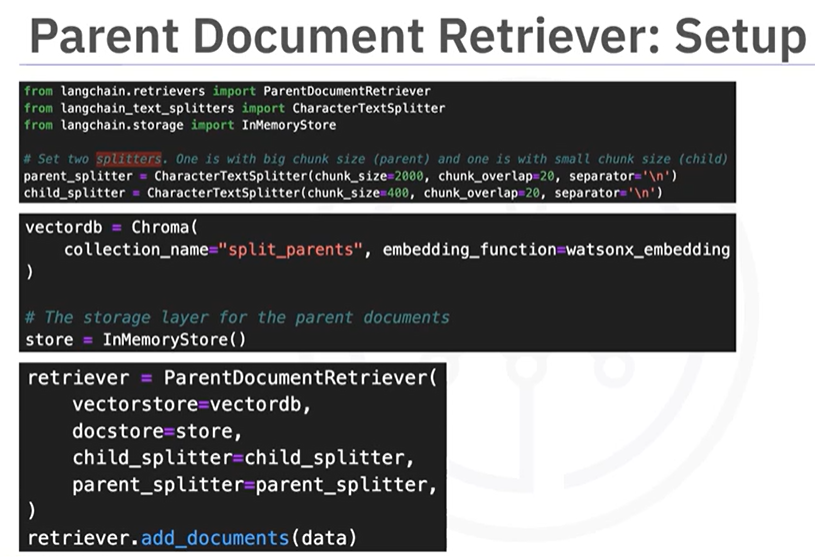 Parent Document Retriever: Setup
from langchain.retrievers import ParentDocumentRetriever
from langchain_text_splitters import CharacterTextSplitter
from langchain.storage import InMemoryStore
# Set two splitters. One is with big chunk size (parent) and one is with small chunk size (child)
parent_splitter = CharacterTextSplitter(chunk_size=2000, chunk_overlap=20, separator='\n')
child_splitter = CharacterTextSplitter(chunk_size=400, chunk_overlap=20, separator='\n')
vectordb = Chroma(
    collection_name="split_parents", embedding_function=watsonx_embedding
)
# The storage layer for the parent documents
store = InMemoryStore()
retriever = ParentDocumentRetriever(
    vectorstore=vectordb,
    docstore=store,
    child_splitter=child_splitter,
    parent_splitter=parent_splitter,
)
retriever.add_documents(data)